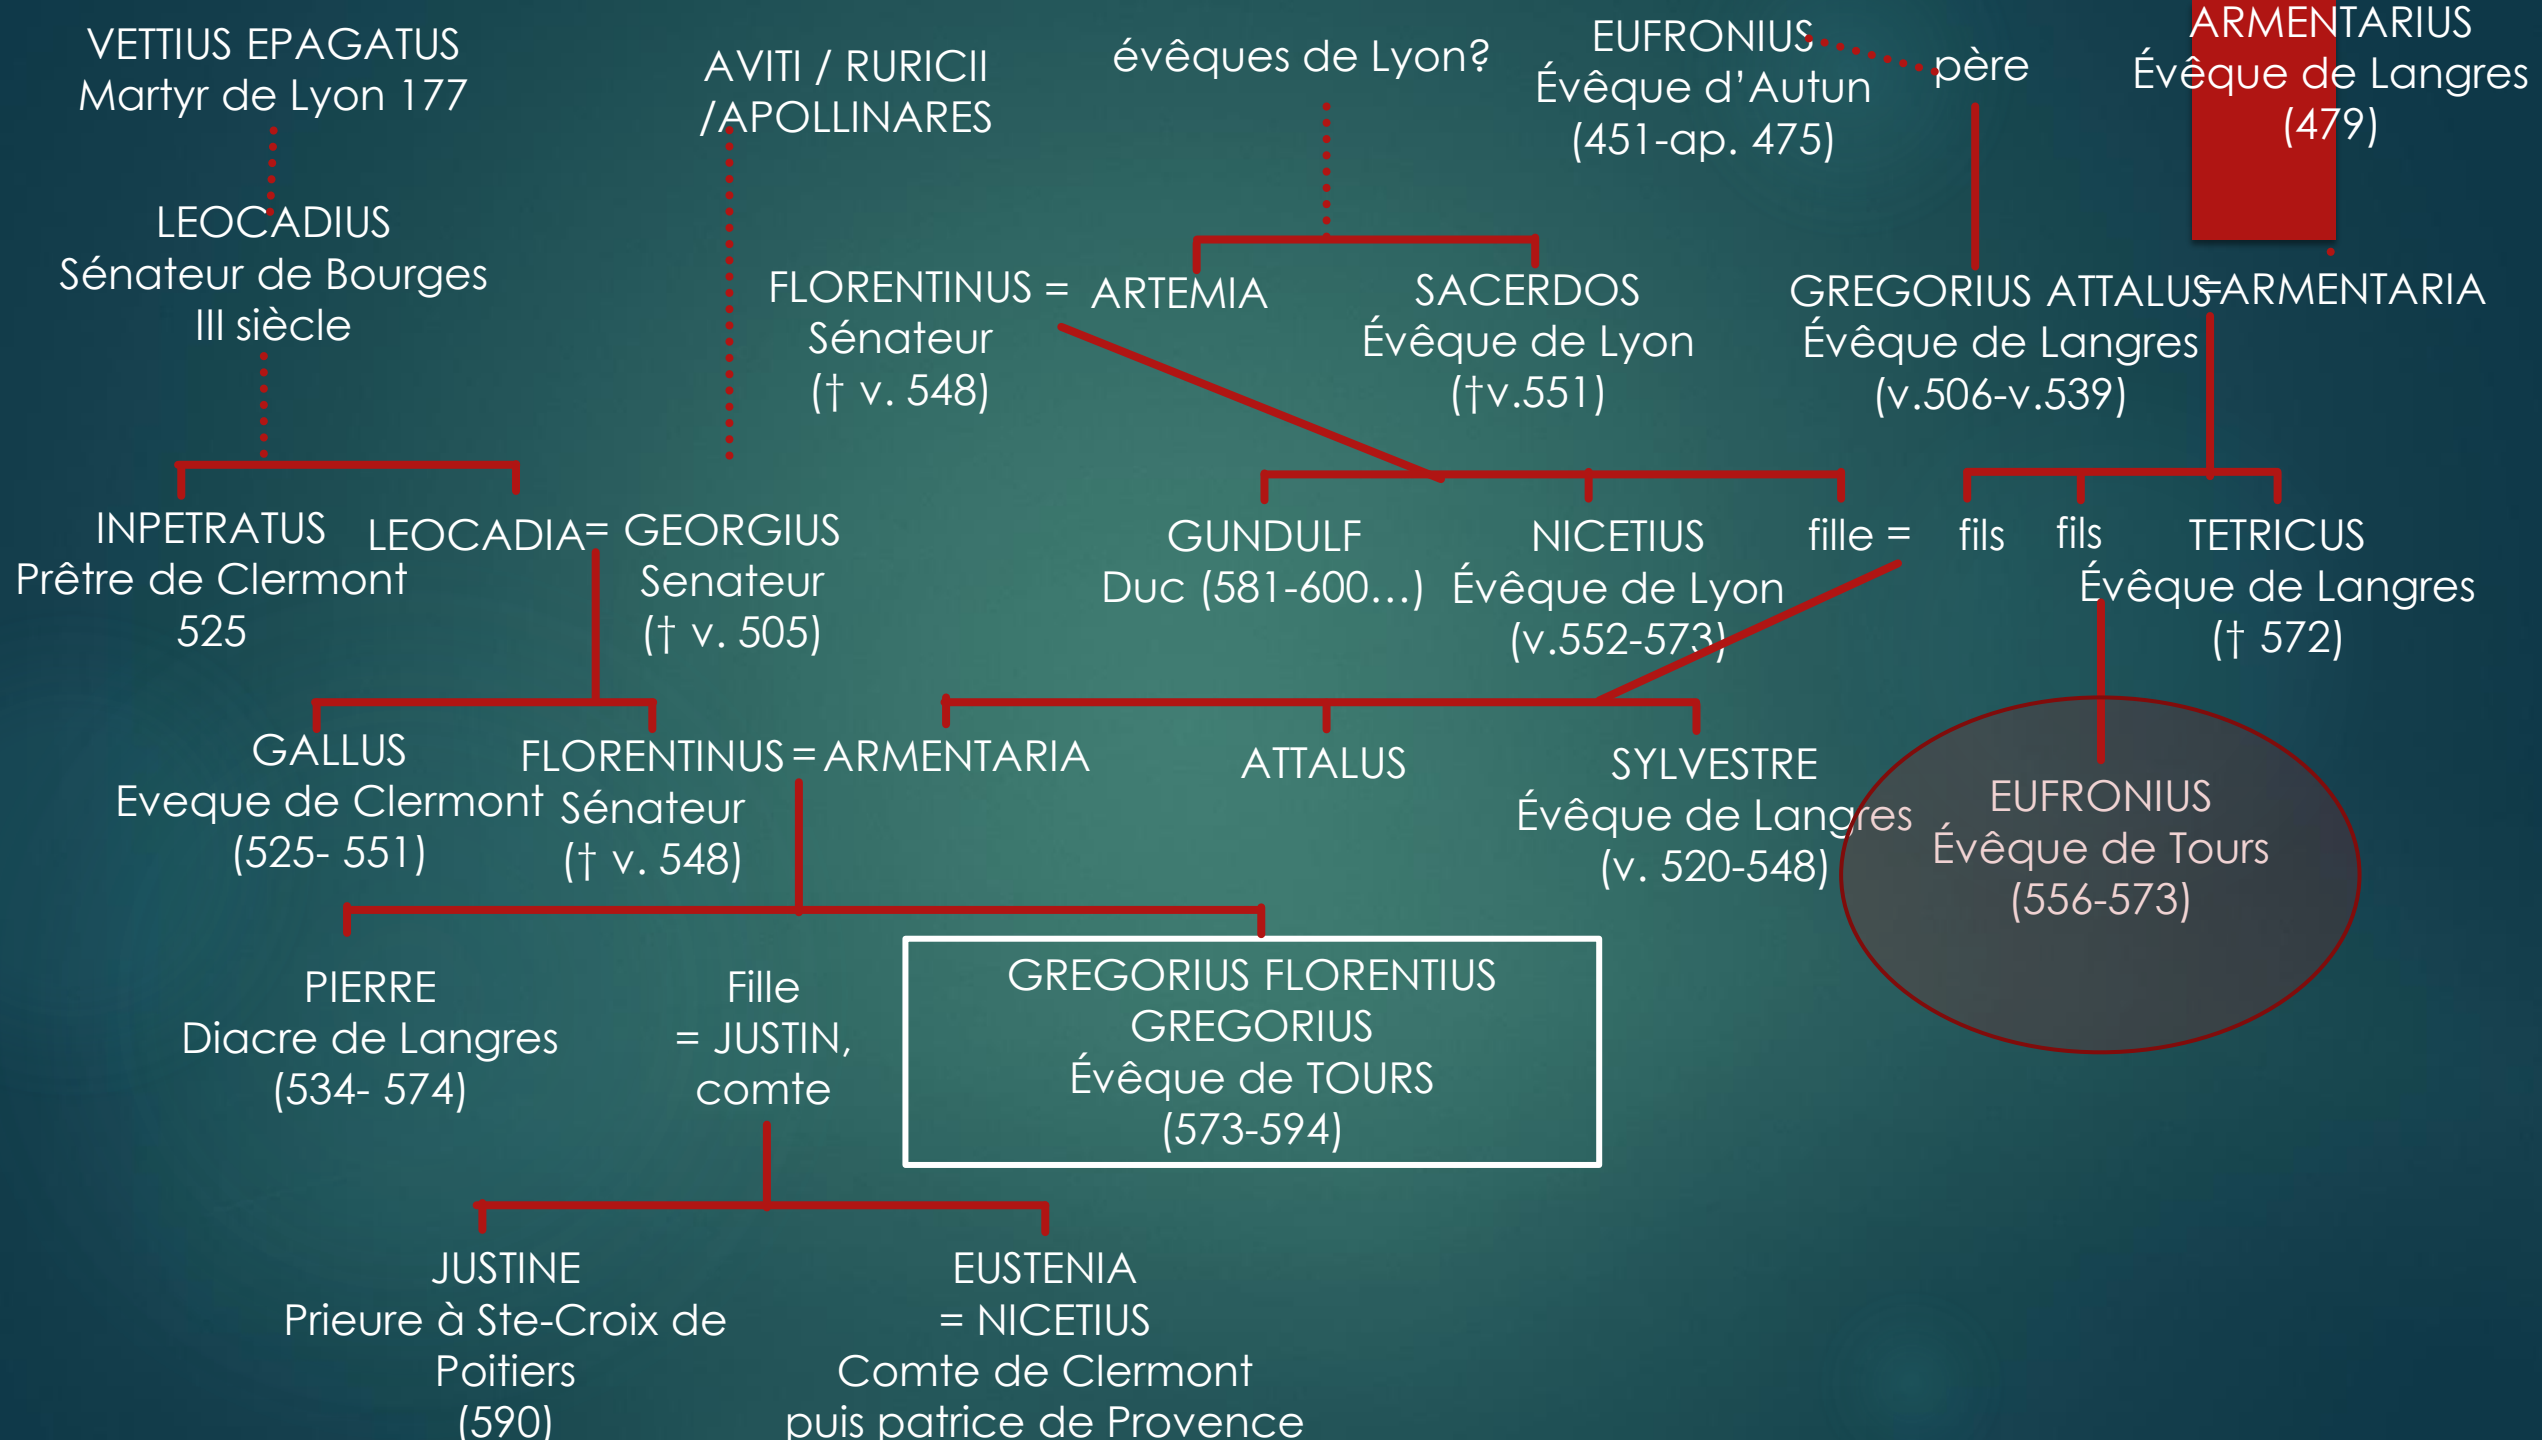 VETTIUS EPAGATUS
Martyr de Lyon 177
AVITI / RURICII
/APOLLINARES
évêques de Lyon?
EUFRONIUS
Évêque d’Autun
(451-ap. 475)
père
ARMENTARIUS
Évêque de Langres
(479)
LEOCADIUS
Sénateur de Bourges
III siècle
FLORENTINUS =
Sénateur
(† v. 548)
ARTEMIA
SACERDOS
Évêque de Lyon
(†v.551)
GREGORIUS ATTALUS
Évêque de Langres
(v.506-v.539)
=ARMENTARIA
INPETRATUS
Prêtre de Clermont
525
LEOCADIA
= GEORGIUS
Senateur
(† v. 505)
GUNDULF
Duc (581-600...)
NICETIUS
Évêque de Lyon
(v.552-573)
fille =
fils
fils
TETRICUS
Évêque de Langres
(† 572)
GALLUS
Eveque de Clermont
(525- 551)
FLORENTINUS
Sénateur
(† v. 548)
= ARMENTARIA
ATTALUS
SYLVESTRE
Évêque de Langres
(v. 520-548)
EUFRONIUS
Évêque de Tours
(556-573)
PIERRE
Diacre de Langres
(534- 574)
Fille
= JUSTIN,
comte
GREGORIUS FLORENTIUS
GREGORIUS
Évêque de TOURS
(573-594)
JUSTINE
Prieure à Ste-Croix de
Poitiers
(590)
EUSTENIA
= NICETIUS
Comte de Clermont
puis patrice de Provence